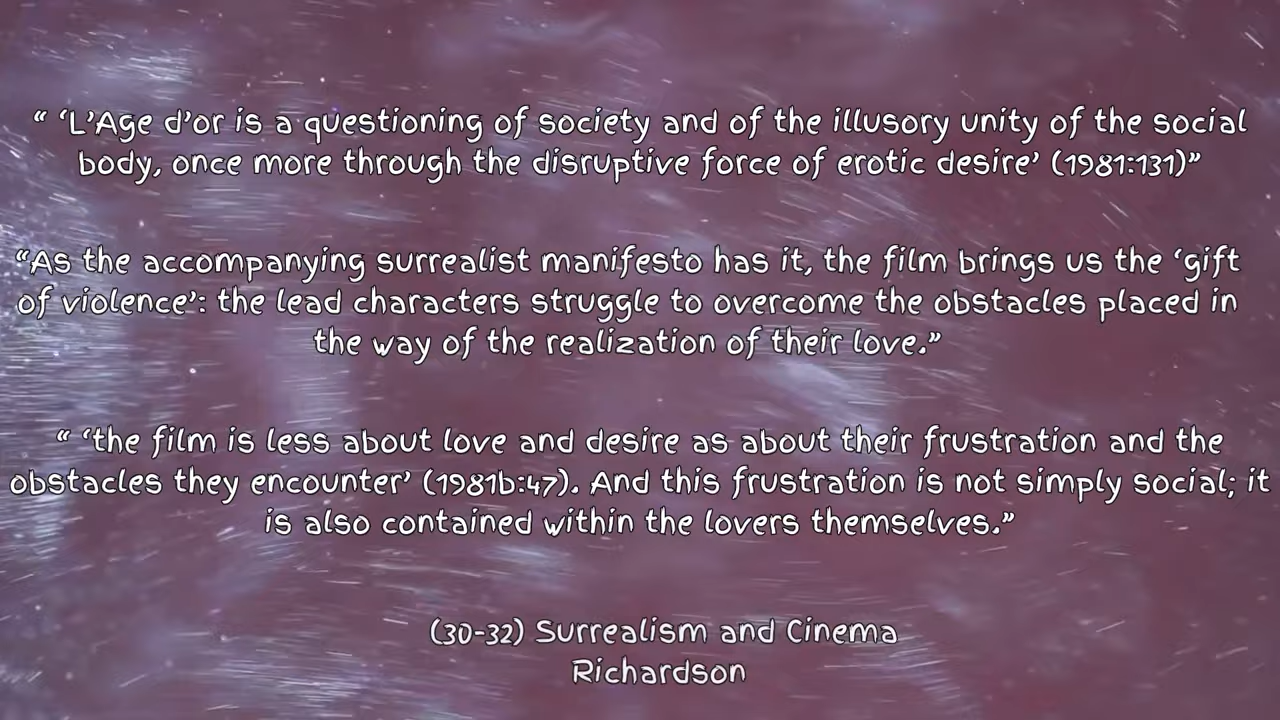 “ ‘L’Age d’or is a questioning of society and of the illusory unity of the social
body, once more through the disruptive force of erotic desire’ (1981:131)”
“As the accompanying surrealist manifesto has it, the film brings us the ‘gift
of violence’: the lead characters struggle to overcome the obstacles placed in
the way of the realization of their love.”
“ ‘the film is less about love and desire as about their frustration and the
obstacles they encounter’ (1981b:47). And this frustration is not simply social; it
is also contained within the lovers themselves.”
(30-32) Surrealism and Cinema
Richardson